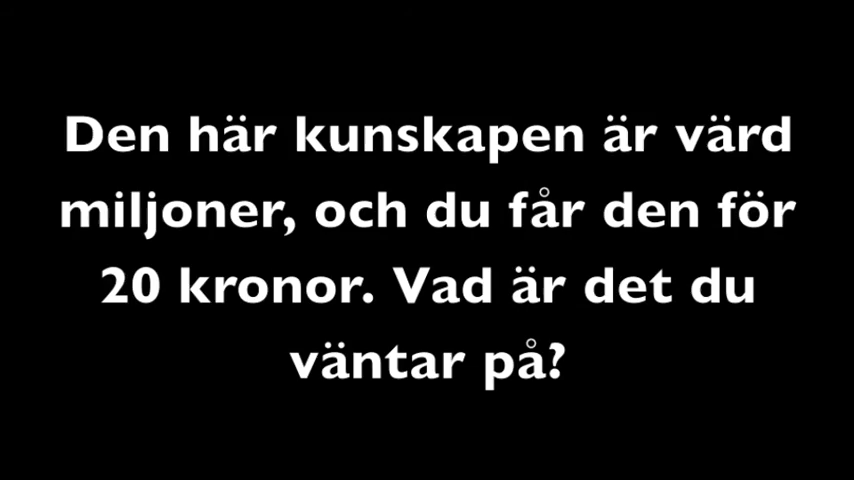 Den här kunskapen är värd
miljoner, och du får den för
20 kronor. Vad är det du
väntar på?